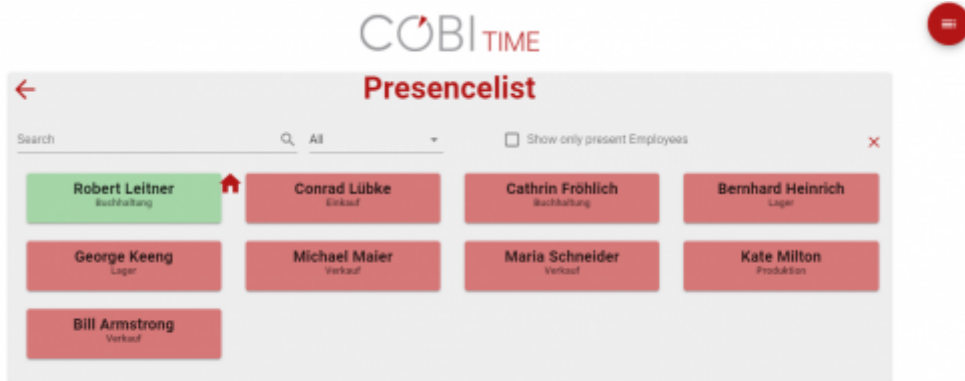 COBI TIME
Presencelist
Search All Show only present Employees
Robert Leitner Conrad Lübke Cathrin Fröhlich Bernhard Heinrich
Buchhaltung Einkauf Buchhaltung Lager
George Keeng Michael Maier Maria Schneider Kate Milton
Lager Verkauf Verkauf Produktion
Bill Armstrong
Verkauf